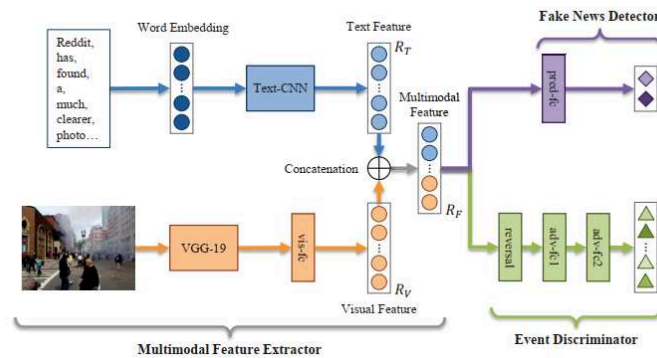 Fake News Detector
Word Embedding
Text Feature
Reddit,
has,
found,
a,
much,
clearer,
photo…
Text-CNN
R_T
Multimodal
Feature
pred-fc
Concatenation
R_F
VGG-19
vis-fc
R_V
Visual Feature
reversal
adv-fc1
adv-fc2
Multimodal Feature Extractor
Event Discriminator